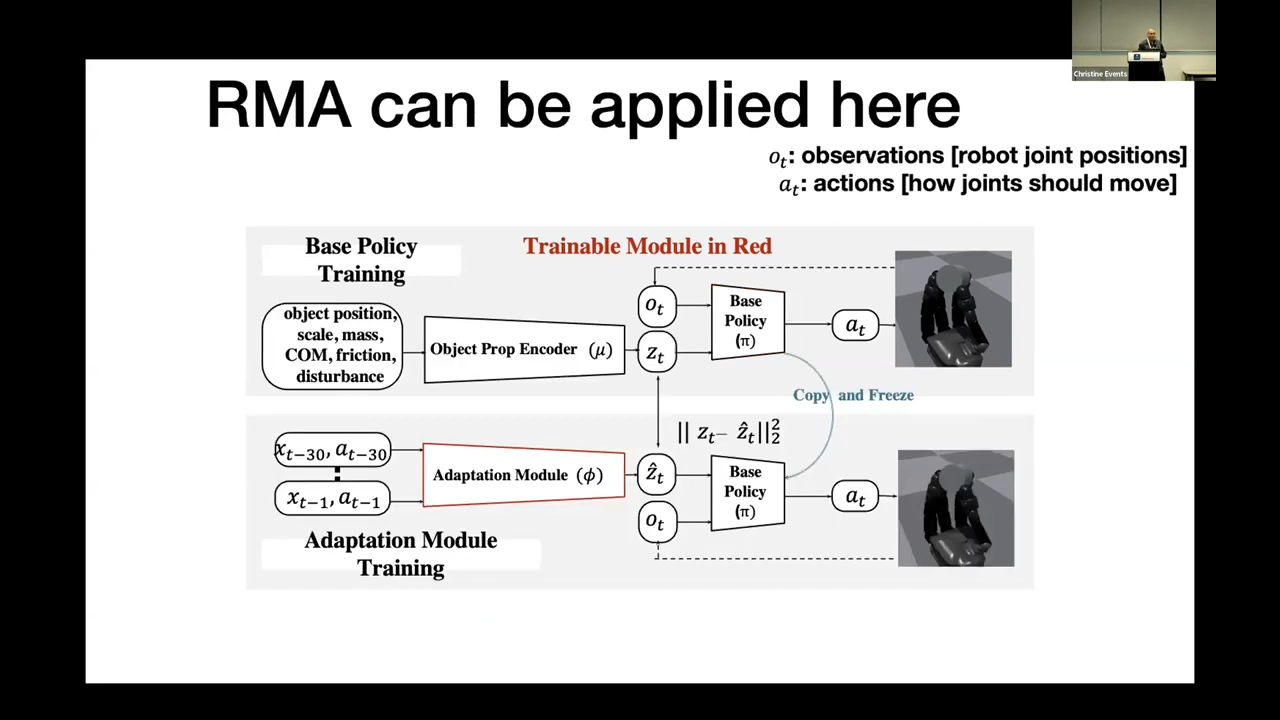 Christine Events
RMA can be applied here
o_t: observations [robot joint positions]
a_t: actions [how joints should move]
Base Policy
Training
Trainable Module in Red
object position,
scale, mass,
COM, friction,
disturbance
Object Prop Encoder (μ)
o_t
z_t
Base
Policy
(π)
a_t
Copy and Freeze
|| z_t − ẑ_t||₂²
x_{t−30}, a_{t−30}
x_{t−1}, a_{t−1}
Adaptation Module (ϕ)
ẑ_t
o_t
Base
Policy
(π)
a_t
Adaptation Module
Training